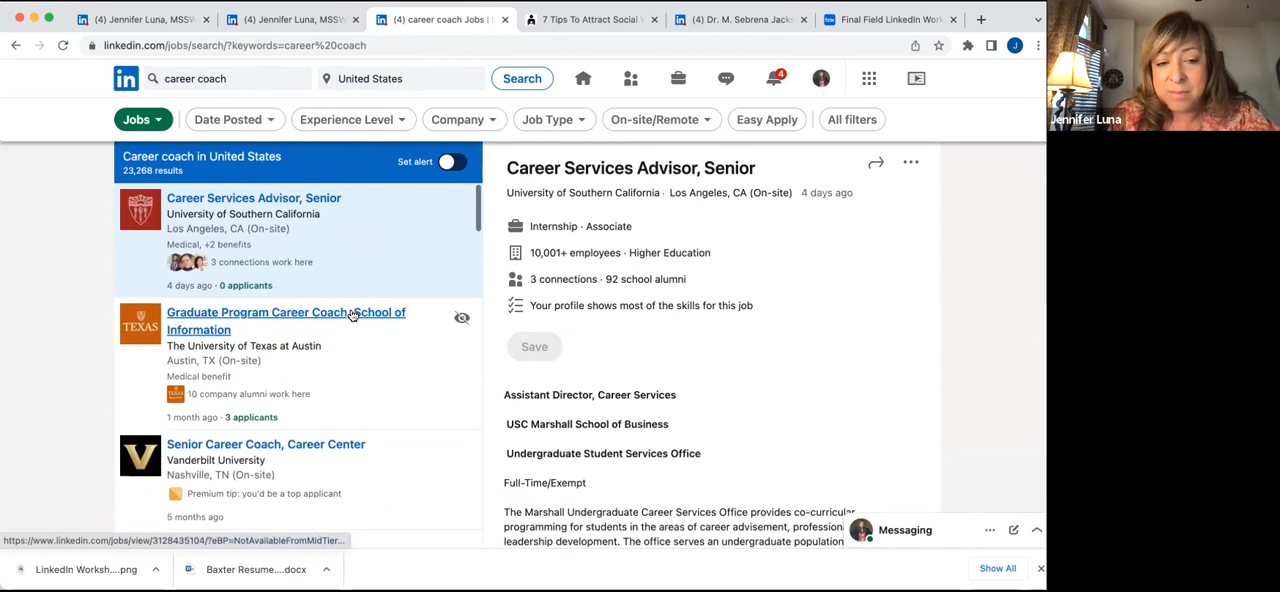 (4) Jennifer Luna, MSSW
(4) Jennifer Luna, MSSW
(4) career coach Jobs | L
7 Tips To Attract Social
(4) Dr. M. Sebrena Jacks
Final Field LinkedIn Work
linkedin.com/jobs/search/?keywords=career%20coach
J
in
career coach
United States
Search
4
Jobs
Date Posted
Experience Level
Company
Job Type
On-site/Remote
Easy Apply
All filters
Career coach in United States
23,268 results
Set alert
Career Services Advisor, Senior
University of Southern California
Los Angeles, CA (On-site)
Medical, +2 benefits
3 connections work here
4 days ago · 0 applicants
TEXAS
Graduate Program Career Coach, School of
Information
The University of Texas at Austin
Austin, TX (On-site)
Medical benefit
10 company alumni work here
1 month ago · 3 applicants
V
Senior Career Coach, Career Center
Vanderbilt University
Nashville, TN (On-site)
Premium tip: you'd be a top applicant
5 months ago
Career Services Advisor, Senior
University of Southern California · Los Angeles, CA (On-site) 4 days ago
Internship · Associate
10,001+ employees · Higher Education
3 connections · 92 school alumni
Your profile shows most of the skills for this job
Save
Assistant Director, Career Services
USC Marshall School of Business
Undergraduate Student Services Office
Full-Time/Exempt
The Marshall Undergraduate Career Services Office provides co-curricular
programming for students in the areas of career advisement,
leadership development. The office serves an undergraduate population
Messaging
https://www.linkedin.com/jobs/view/3128435104/?eBP=NotAvailableFromMidTier...
LinkedIn Worksh....png
Baxter Resume....docx
Show All
Jennifer Luna